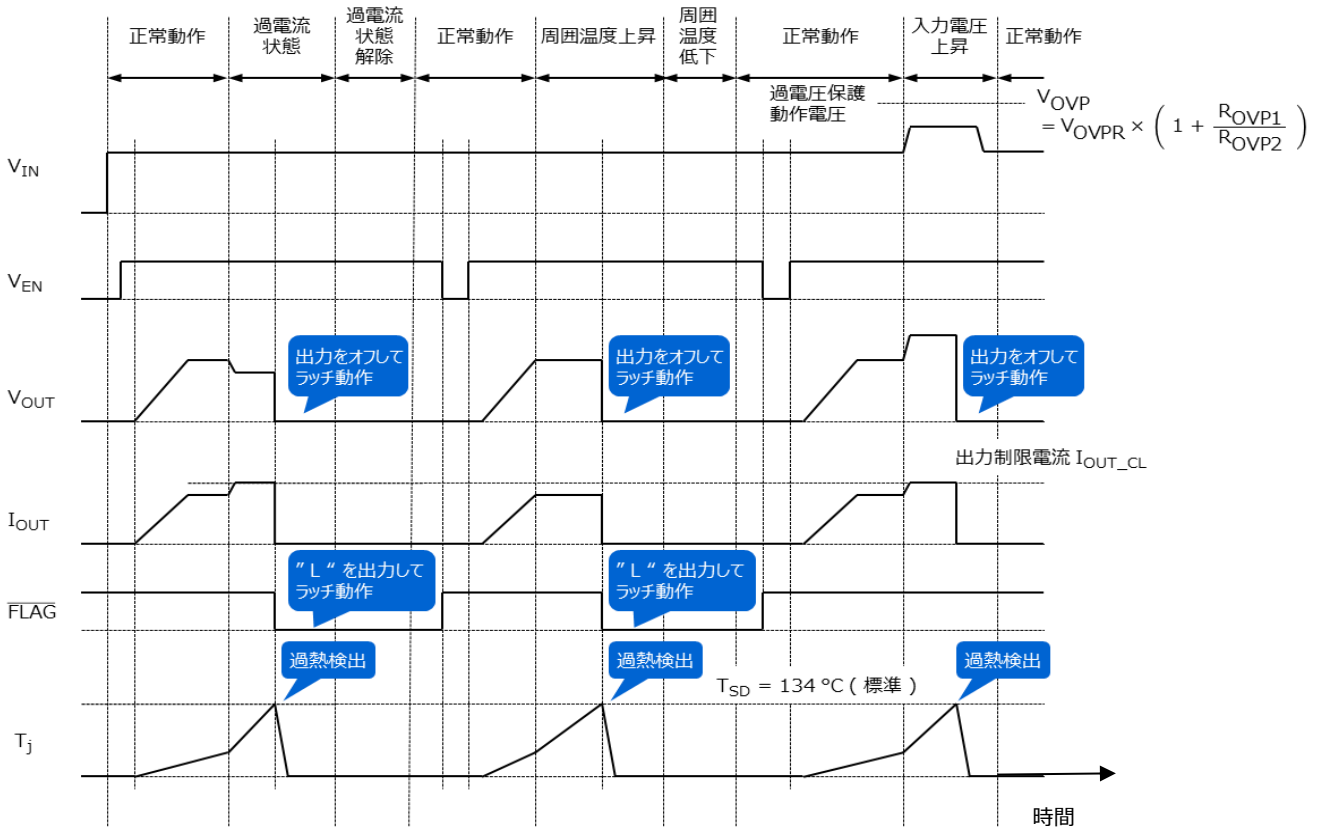 正常動作
過電流
状態
過電流
状態
解除
正常動作
周囲温度上昇
周囲
温度
低下
正常動作
入力電圧
上昇
正常動作
過電圧保護
動作電圧
VOVP
= VOVPR × ( 1 + ROVP1 / ROVP2 )
VIN
VEN
出力をオフして
ラッチ動作
出力をオフして
ラッチ動作
出力をオフして
ラッチ動作
VOUT
出力制限電流 IOUT_CL
IOUT
” L “ を出力して
ラッチ動作
” L “ を出力して
ラッチ動作
FLAG
過熱検出
過熱検出
過熱検出
TSD = 134 °C ( 標準 )
Tj
時間